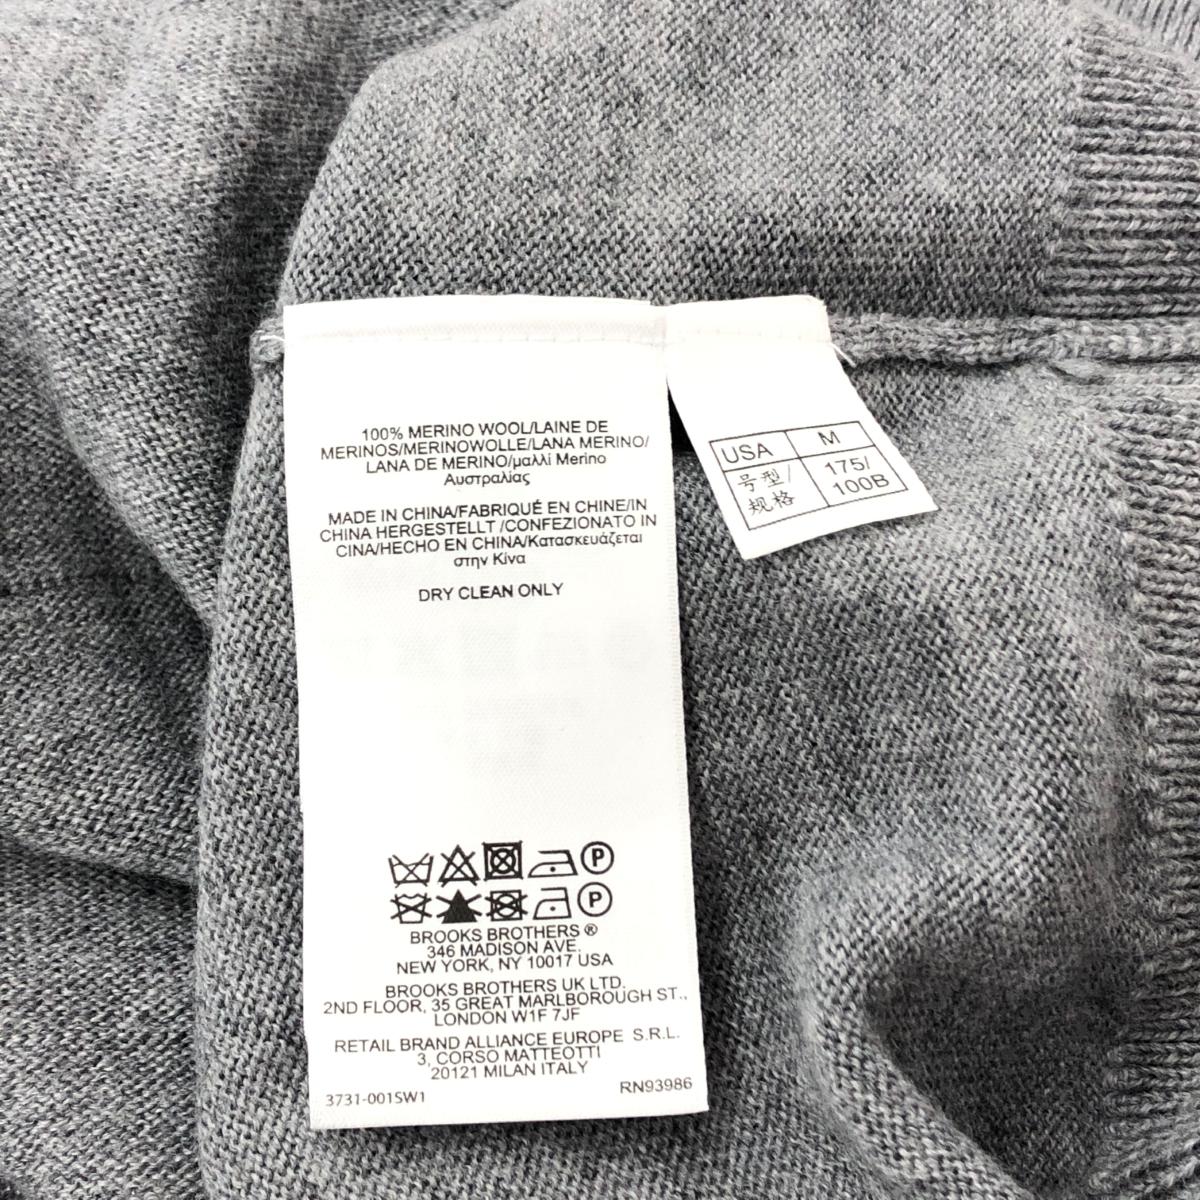 100% MERINO WOOL/LAINE DE
MERINOS/MERINOWOLLE/LANA MERINO/
LANA DE MERINO/μαλλί Merino
Αυστραλίας
MADE IN CHINA/FABRIQUÉ EN CHINE/IN
CHINA HERGESTELLT /CONFEZIONATO IN
CINA/HECHO EN CHINA/Κατασκευάζεται
στην Κίνα
DRY CLEAN ONLY
P
P
BROOKS BROTHERS ®
346 MADISON AVE.
NEW YORK, NY 10017 USA
BROOKS BROTHERS UK LTD.
2ND FLOOR, 35 GREAT MARLBOROUGH ST.,
LONDON W1F 7JF
RETAIL BRAND ALLIANCE EUROPE S.R.L.
3, CORSO MATTEOTTI
20121 MILAN ITALY
3731-001SW1 RN93986
USA M
号型/ 175/
规格 100B